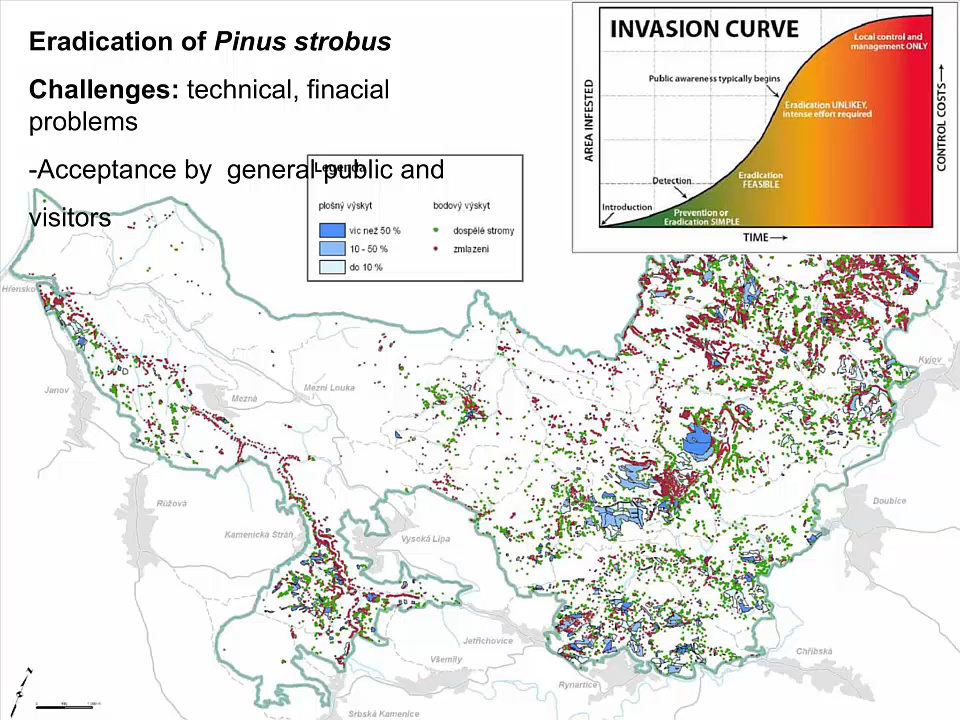 Eradication of Pinus strobus
Challenges: technical, finacial
problems
-Acceptance by general public and
visitors
INVASION CURVE
AREA INFESTED
CONTROL COSTS
TIME
Introduction
Detection
Public awareness typically begins
Prevention or
Eradication SIMPLE
Eradication
FEASIBLE
Eradication UNLIKELY,
intense effort required
Local control and
management ONLY
Legenda
plošný výskyt
bodový výskyt
víc než 50 %
dospělé stromy
10 - 50 %
zmlazení
do 10 %
Hřensko
Janov
Mezná
Mezní Louka
Kyjov
Růžová
Kamenická Stráň
Vysoká Lípa
Doubice
Jetřichovice
Všemily
Rynartice
Chřibská
Srbská Kamenice